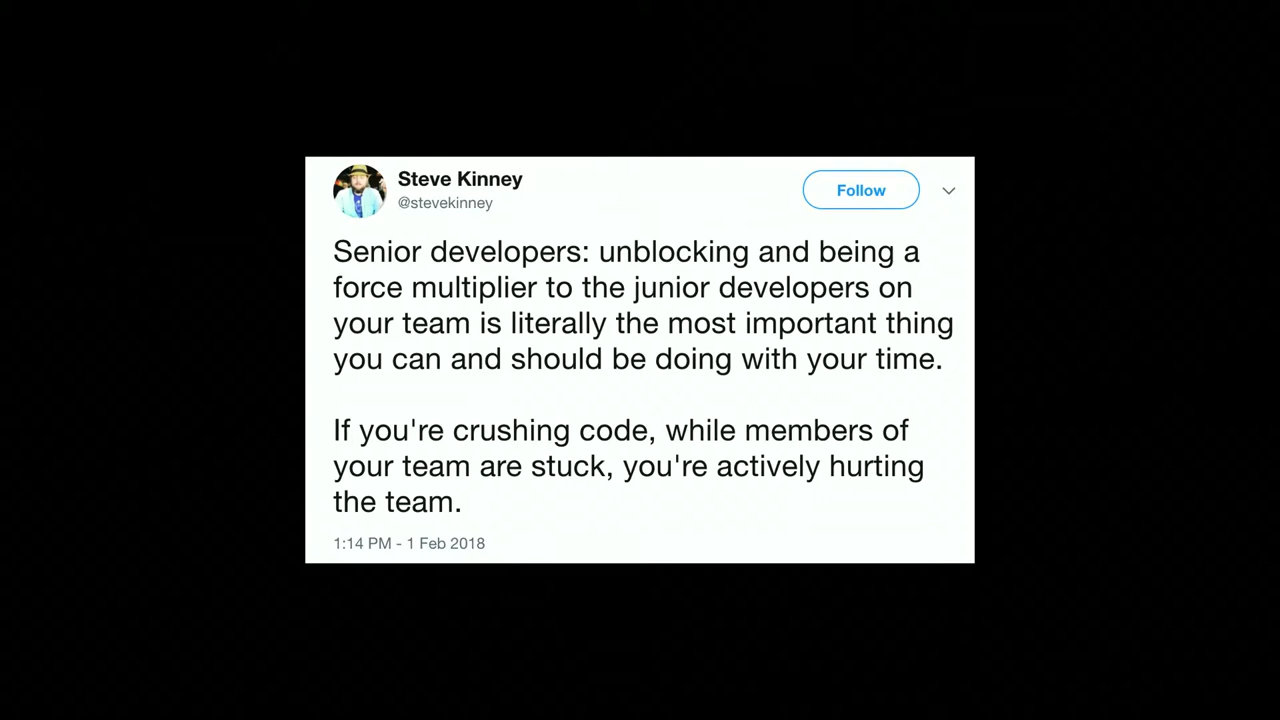 Steve Kinney
@stevekinney
Follow
Senior developers: unblocking and being a
force multiplier to the junior developers on
your team is literally the most important thing
you can and should be doing with your time.
If you're crushing code, while members of
your team are stuck, you're actively hurting
the team.
1:14 PM - 1 Feb 2018